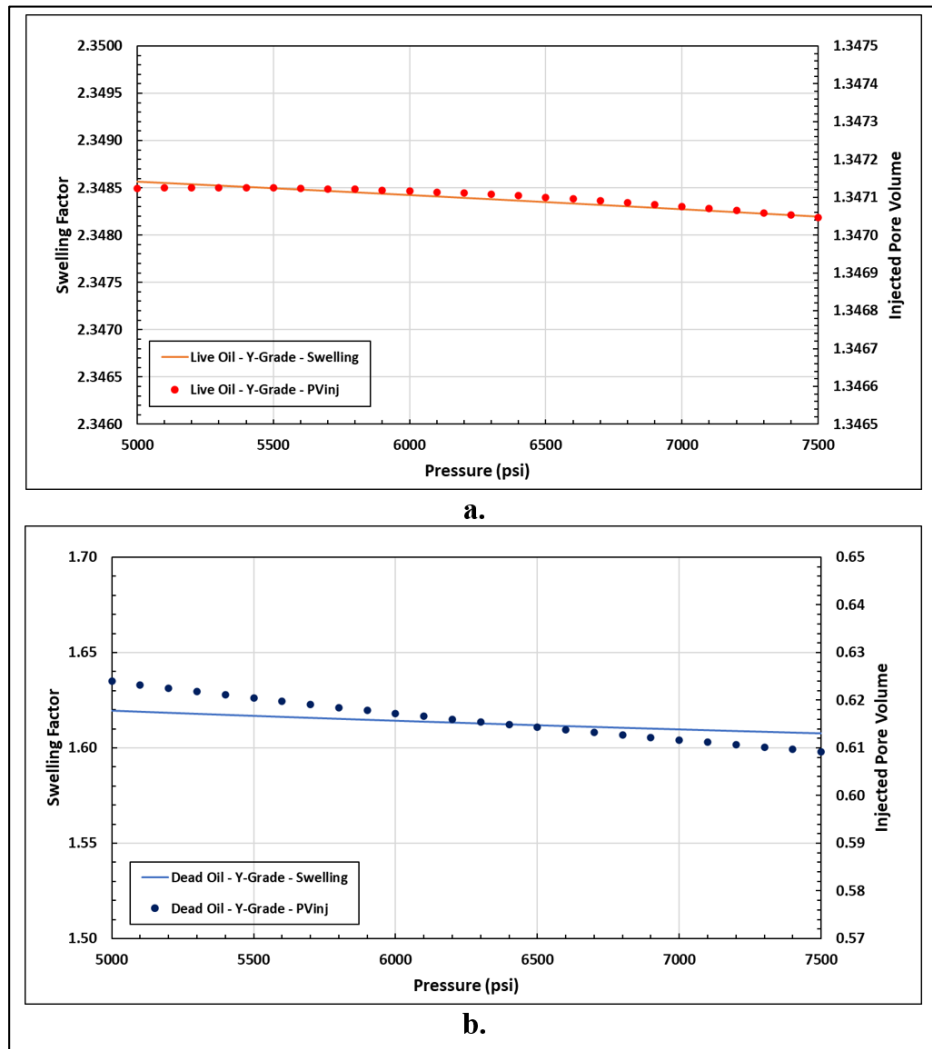 2.3500
2.3495
2.3490
2.3485
2.3480
2.3475
2.3470
2.3465
2.3460
Swelling Factor
1.3475
1.3474
1.3473
1.3472
1.3471
1.3470
1.3469
1.3468
1.3467
1.3466
1.3465
Injected Pore Volume
Live Oil - Y-Grade - Swelling
Live Oil - Y-Grade - PVinj
5000 5500 6000 6500 7000 7500
Pressure (psi)
a.
1.70
1.65
1.60
1.55
1.50
Swelling Factor
0.65
0.64
0.63
0.62
0.61
0.60
0.59
0.58
0.57
Injected Pore Volume
Dead Oil - Y-Grade - Swelling
Dead Oil - Y-Grade - PVinj
5000 5500 6000 6500 7000 7500
Pressure (psi)
b.